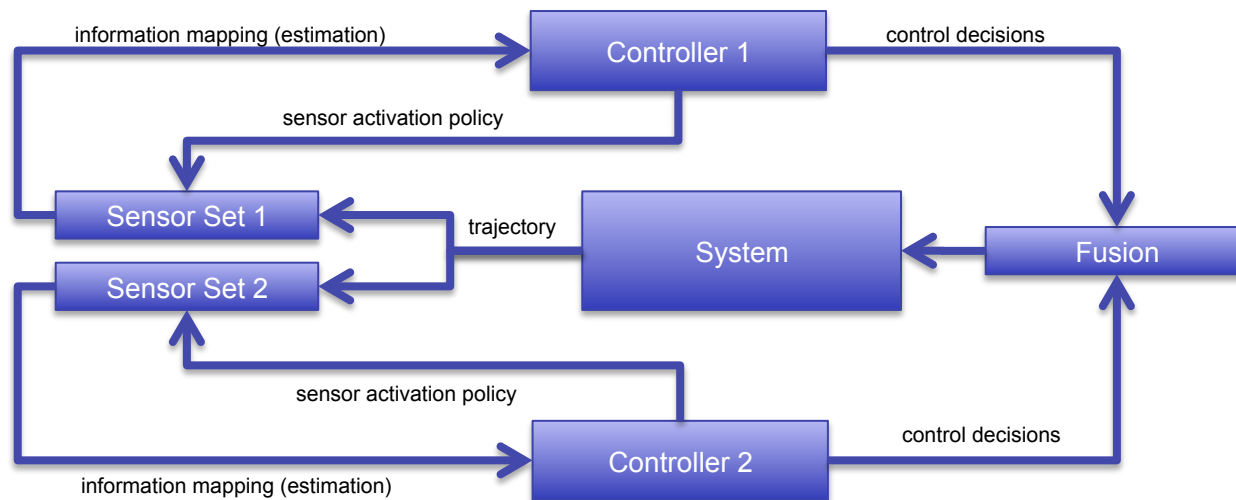 information mapping (estimation)
Controller 1
control decisions
sensor activation policy
Sensor Set 1
trajectory
System
Fusion
Sensor Set 2
sensor activation policy
Controller 2
control decisions
information mapping (estimation)